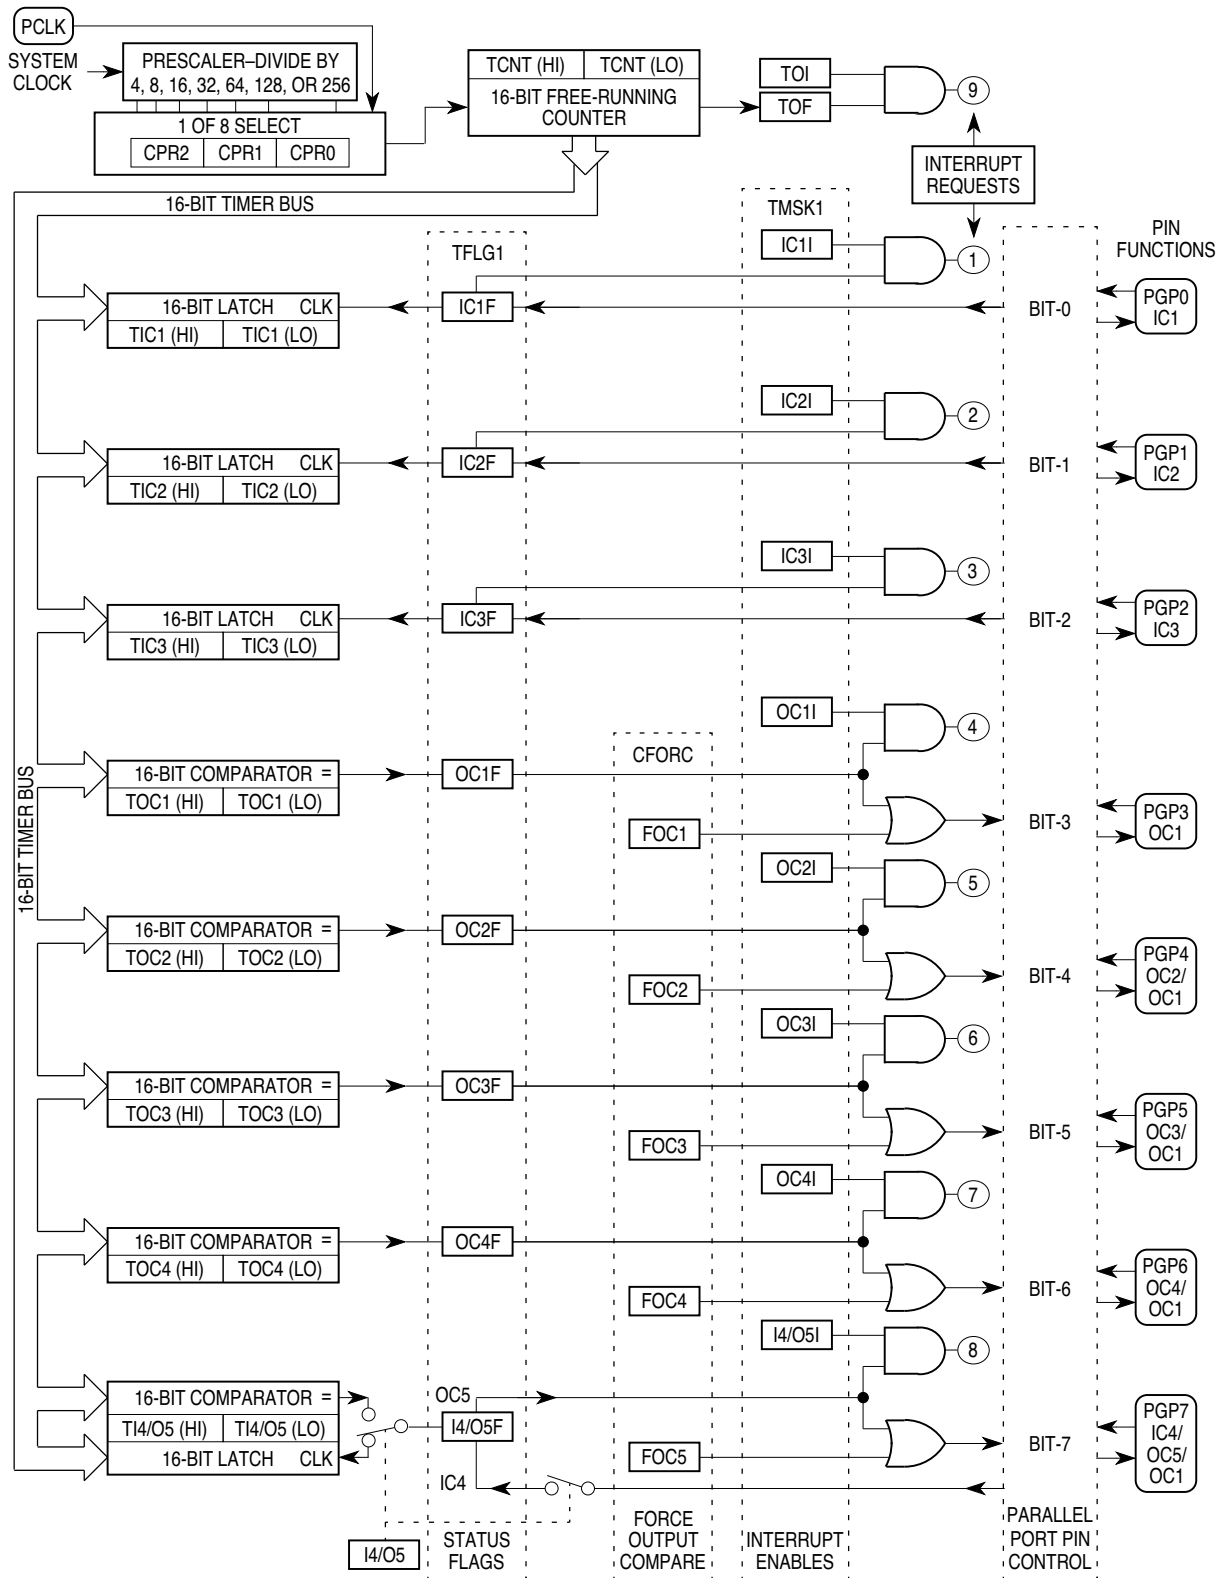 PCLK
SYSTEM
CLOCK
PRESCALER–DIVIDE BY
4, 8, 16, 32, 64, 128, OR 256
1 OF 8 SELECT
CPR2 CPR1 CPR0
TCNT (HI) TCNT (LO)
16-BIT FREE-RUNNING
COUNTER
TOI
TOF
9
INTERRUPT
REQUESTS
16-BIT TIMER BUS
16-BIT TIMER BUS
TFLG1
TMSK1
PIN
FUNCTIONS
IC1I
1
16-BIT LATCH CLK
TIC1 (HI) TIC1 (LO)
IC1F
BIT-0
PGP0
IC1
IC2I
2
16-BIT LATCH CLK
TIC2 (HI) TIC2 (LO)
IC2F
BIT-1
PGP1
IC2
IC3I
3
16-BIT LATCH CLK
TIC3 (HI) TIC3 (LO)
IC3F
BIT-2
PGP2
IC3
OC1I
4
CFORC
16-BIT COMPARATOR =
TOC1 (HI) TOC1 (LO)
OC1F
FOC1
BIT-3
PGP3
OC1
OC2I
5
16-BIT COMPARATOR =
TOC2 (HI) TOC2 (LO)
OC2F
FOC2
BIT-4
PGP4
OC2/
OC1
OC3I
6
16-BIT COMPARATOR =
TOC3 (HI) TOC3 (LO)
OC3F
FOC3
BIT-5
PGP5
OC3/
OC1
OC4I
7
16-BIT COMPARATOR =
TOC4 (HI) TOC4 (LO)
OC4F
FOC4
BIT-6
PGP6
OC4/
OC1
I4/O5I
8
16-BIT COMPARATOR =
TI4/O5 (HI) TI4/O5 (LO)
16-BIT LATCH CLK
OC5
I4/O5F
IC4
FOC5
BIT-7
PGP7
IC4/
OC5/
OC1
I4/O5
STATUS
FLAGS
FORCE
OUTPUT
COMPARE
INTERRUPT
ENABLES
PARALLEL
PORT PIN
CONTROL